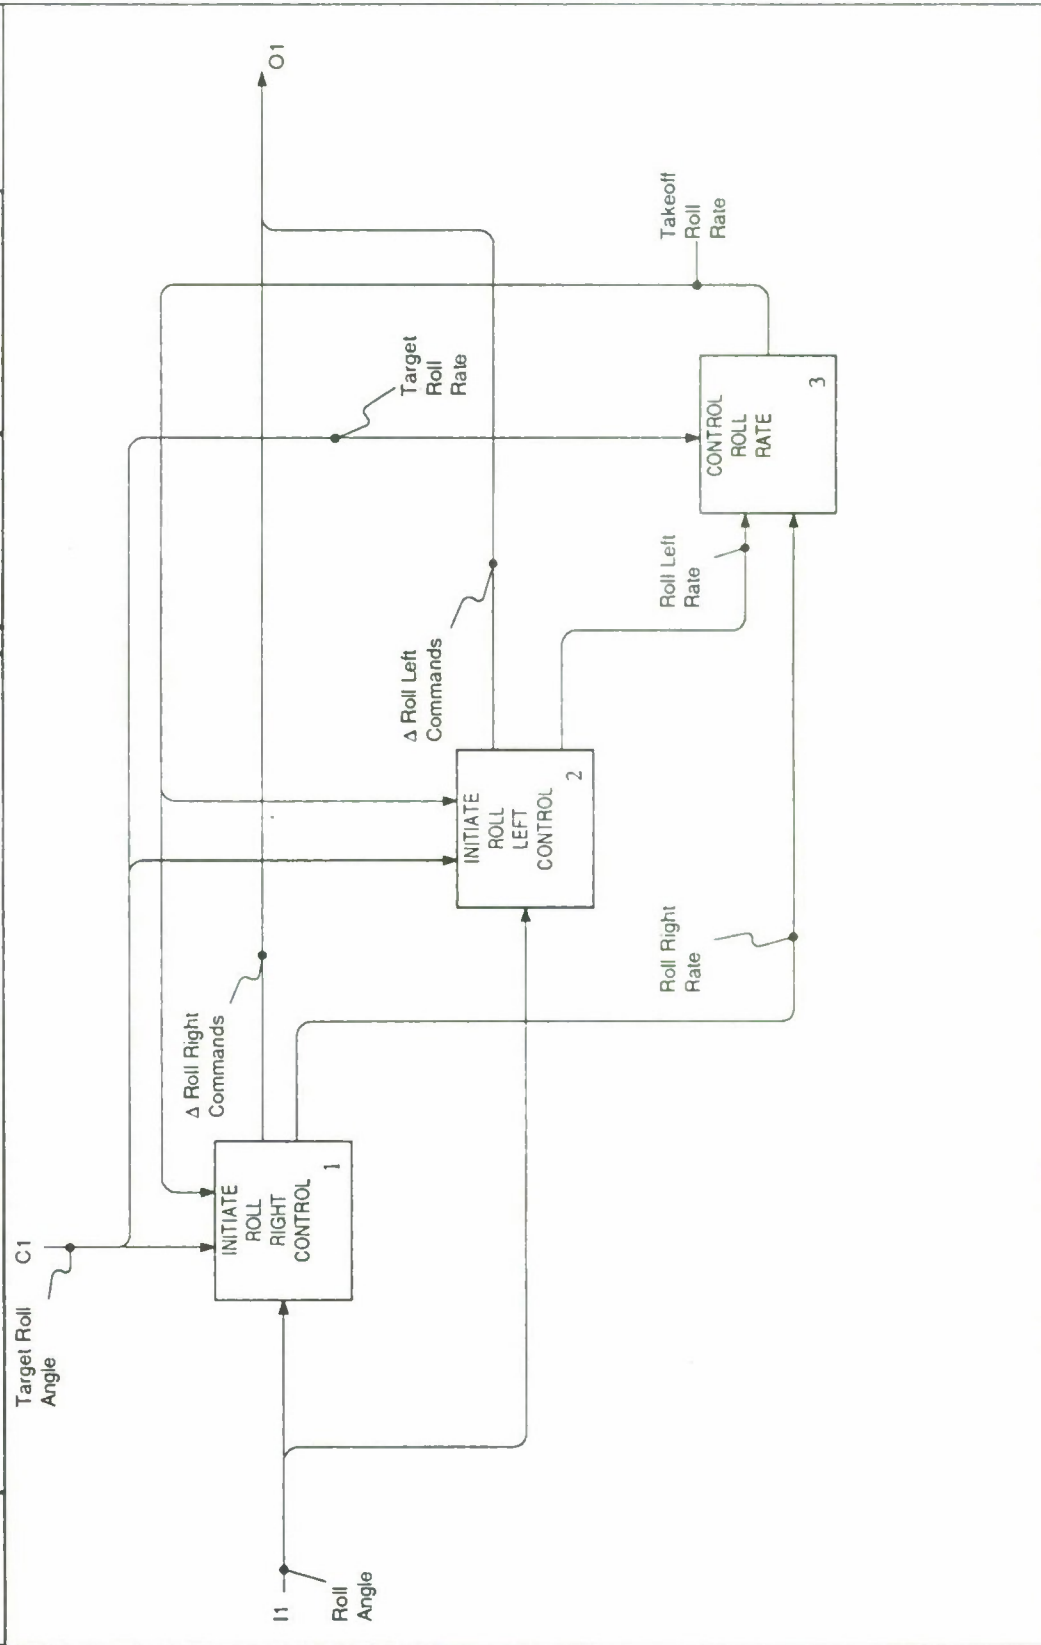 C1
Target Roll
Angle
I1
Roll
Angle
INITIATE
ROLL
RIGHT
CONTROL
1
Δ Roll Right
Commands
INITIATE
ROLL
LEFT
CONTROL
2
Δ Roll Left
Commands
Target
Roll
Rate
O1
Roll Right
Rate
Roll Left
Rate
CONTROL
ROLL
RATE
3
Takeoff
Roll
Rate